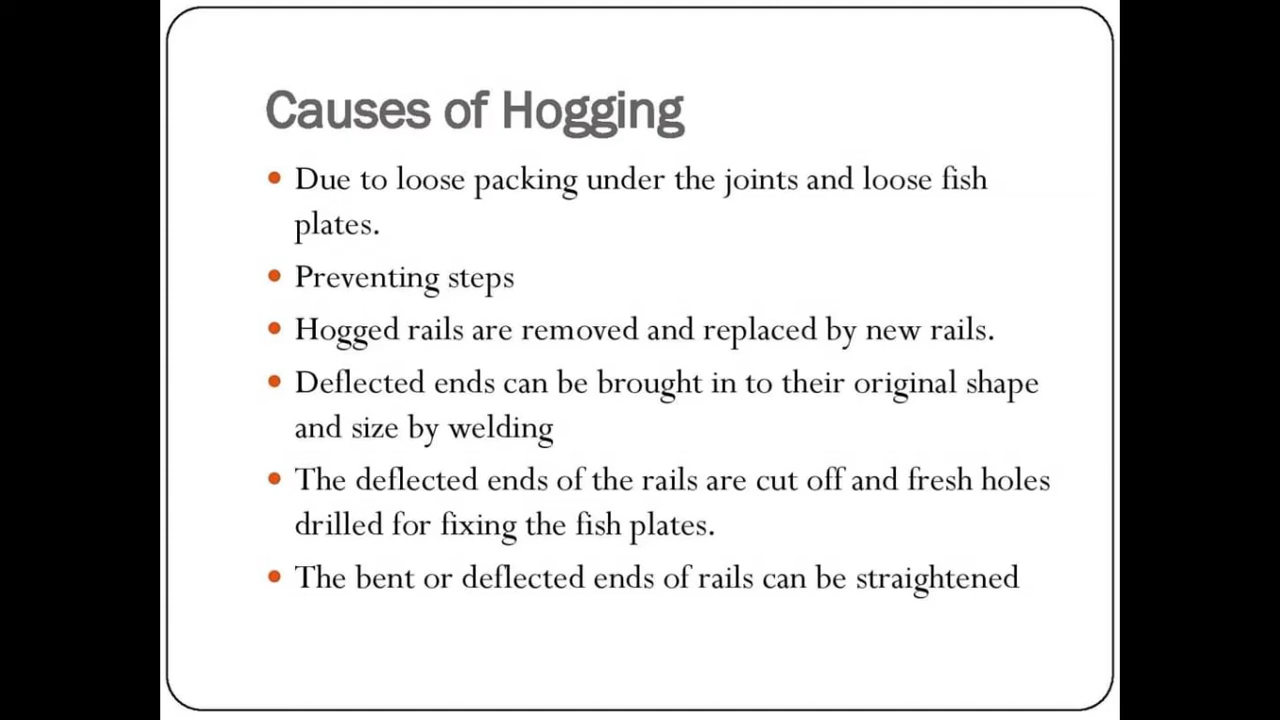 Causes of Hogging
• Due to loose packing under the joints and loose fish
plates.
• Preventing steps
• Hogged rails are removed and replaced by new rails.
• Deflected ends can be brought in to their original shape
and size by welding
• The deflected ends of the rails are cut off and fresh holes
drilled for fixing the fish plates.
• The bent or deflected ends of rails can be straightened